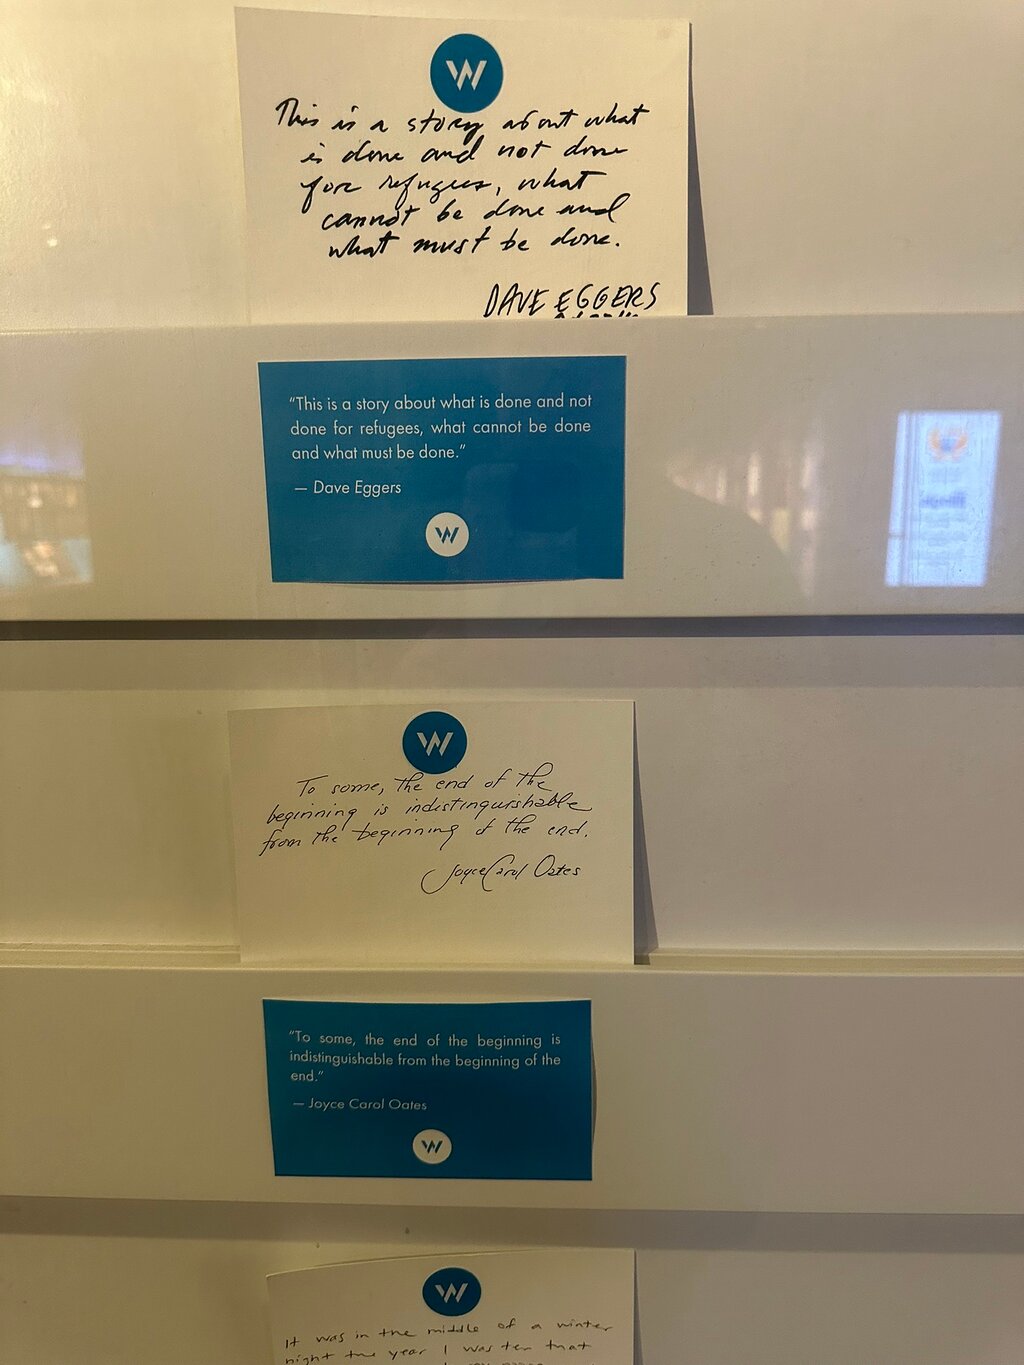 W
This is a story about what
is done and not done
for refugees, what
cannot be done and
what must be done.
DAVE EGGERS
“This is a story about what is done and not
done for refugees, what cannot be done
and what must be done.”
— Dave Eggers
W
W
To some, the end of the
beginning is indistinguishable
from the beginning of the end.
Joyce Carol Oates
“To some, the end of the beginning is
indistinguishable from the beginning of the
end.”
— Joyce Carol Oates
W
W
It was in the middle of a winter
night the year I was ten that